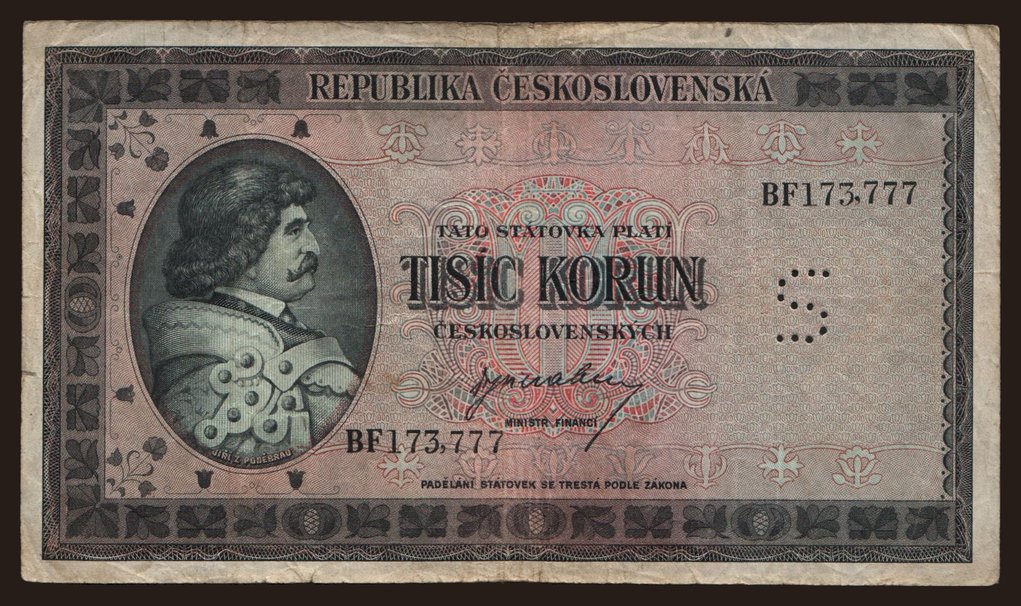 REPUBLIKA ČESKOSLOVENSKÁ
BF173,777
TATO STÁTOVKA PLATÍ
TISÍC KORUN
ČESKOSLOVENSKÝCH
S
MINISTR FINANCÍ
BF173,777
JIŘÍ Z PODĚBRAD
PADĚLÁNÍ STÁTOVEK SE TRESTÁ PODLE ZÁKONA